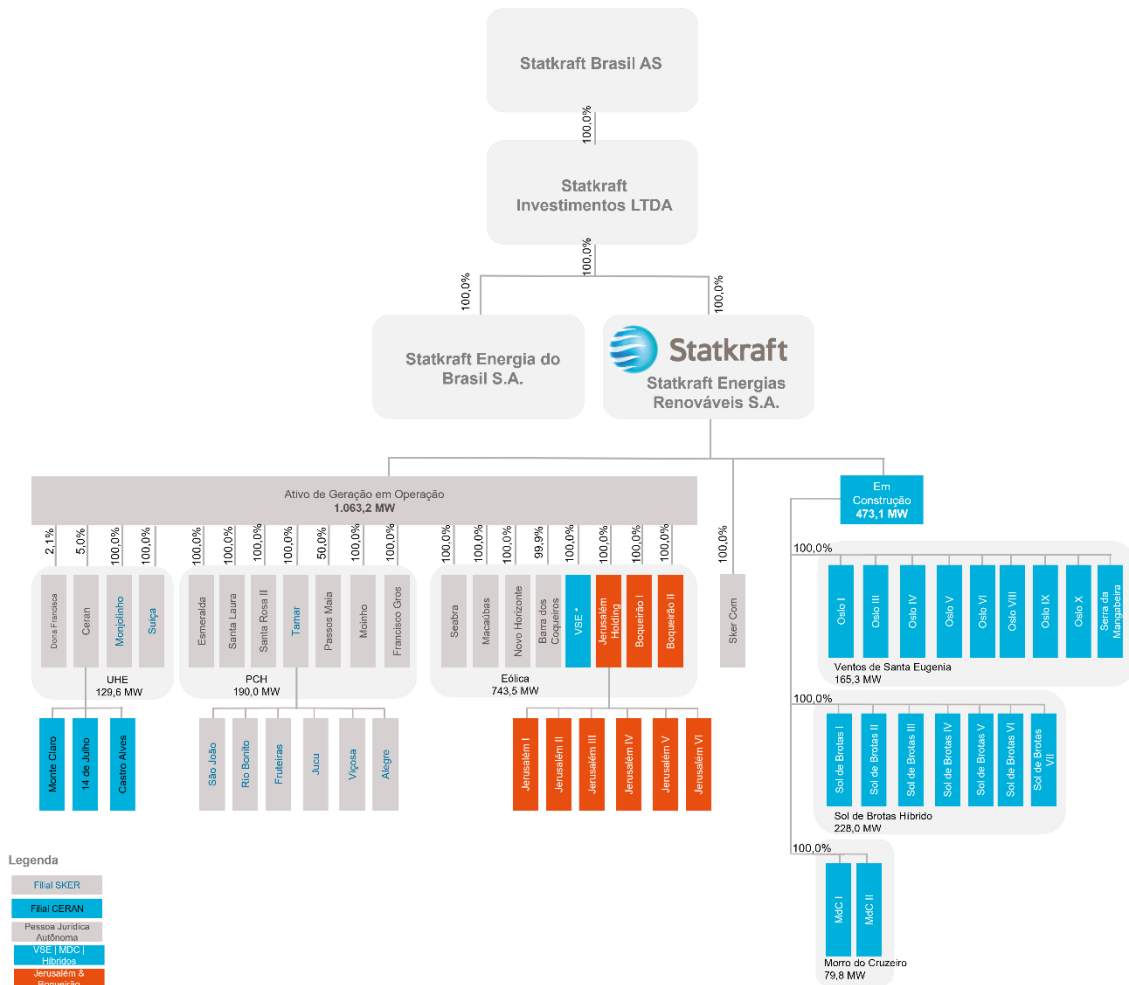 Statkraft Brasil AS
100,0%
Statkraft
Investimentos LTDA
100,0%
100,0%
100,0%
Statkraft Energia do
Brasil S.A.
Statkraft
Statkraft Energias
Renováveis S.A.
Ativo de Geração em Operação
1.063,2 MW
Em
Construção
473,1 MW
2,1%
5,0%
100,0%
100,0%
100,0%
100,0%
100,0%
100,0%
50,0%
100,0%
100,0%
100,0%
100,0%
100,0%
99,9%
100,0%
100,0%
100,0%
100,0%
100,0%
Dona Francisca
Ceran
Monjolinho
Suíça
UHE
129,6 MW
Esmeralda
Santa Laura
Santa Rosa II
Tamar
Passos Maia
Moinho
Francisco Gros
PCH
190,0 MW
Seabra
Macaúbas
Novo Horizonte
Barra dos
Coqueiros
VSE *
Jerusalém
Holding
Boqueirão I
Boqueirão II
Eólica
743,5 MW
Sker Com
Monte Claro
14 de Julho
Castro Alves
São João
Rio Bonito
Fruteiras
Jucu
Viçosa
Alegre
Jerusalém I
Jerusalém II
Jerusalém III
Jerusalém IV
Jerusalém V
Jerusalém VI
100,0%
Oslo I
Oslo III
Oslo IV
Oslo V
Oslo VI
Oslo VIII
Oslo IX
Oslo X
Serra da
Mangabeira
Ventos de Santa Eugenia
165,3 MW
100,0%
Sol de Brotas I
Sol de Brotas II
Sol de Brotas III
Sol de Brotas IV
Sol de Brotas V
Sol de Brotas VI
Sol de Brotas
VII
Sol de Brotas Híbrido
228,0 MW
100,0%
MdC I
MdC II
Morro do Cruzeiro
79,8 MW
Legenda
Filial SKER
Filial CERAN
Pessoa Jurídica
Autônoma
VSE | MDC |
Híbridos
Jerusalém &
Boqueirão